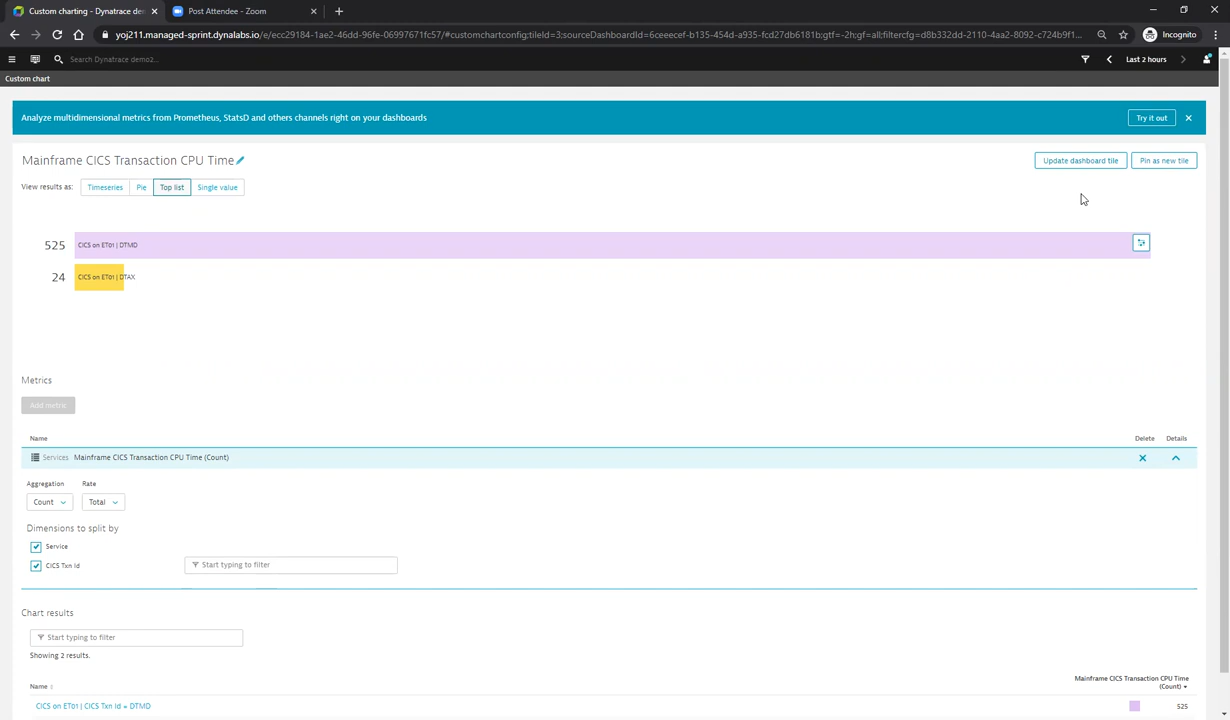 Custom charting - Dynatrace dem
Post Attendee - Zoom
yoj211.managed-sprint.dynalabs.io/e/ecc29184-1ae2-46dd-96fe-06997671fc57/#customchartconfig;tileId=3;sourceDashboardId=6ceeecef-b135-454d-a935-fcd27db6181b;gtf=-2h;gf=all;filtercfg=d8b332dd-2110-4aa2-8092-c724b9f1...
Incognito
Search Dynatrace demo2...
Last 2 hours
Custom chart
Analyze multidimensional metrics from Prometheus, StatsD and others channels right on your dashboards
Try it out
Mainframe CICS Transaction CPU Time
Update dashboard tile
Pin as new tile
View results as:
Timeseries
Pie
Top list
Single value
525
CICS on ET01 | DTMD
24
CICS on ET01 | DTAX
Metrics
Add metric
Name
Delete
Details
Services Mainframe CICS Transaction CPU Time (Count)
Aggregation
Rate
Count
Total
Dimensions to split by
Service
CICS Txn Id
Start typing to filter
Chart results
Start typing to filter
Showing 2 results.
Mainframe CICS Transaction CPU Time
Name
(Count)
CICS on ET01 | CICS Txn Id = DTMD
525